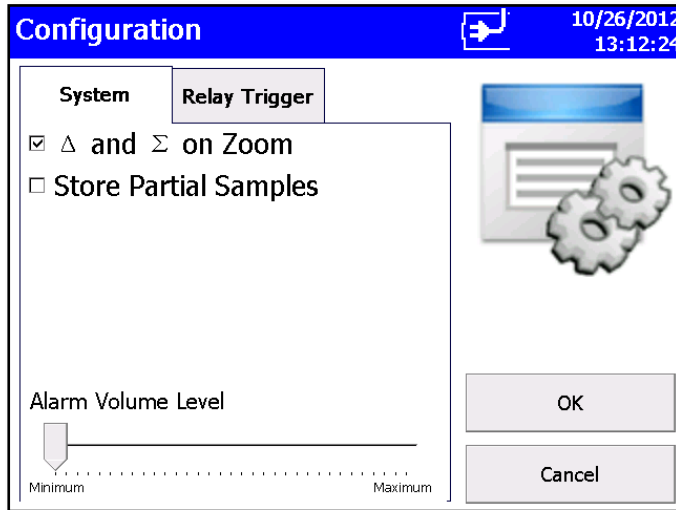 Configuration
10/26/2012
13:12:24
System
Relay Trigger
Δ and Σ on Zoom
Store Partial Samples
Alarm Volume Level
Minimum
Maximum
OK
Cancel